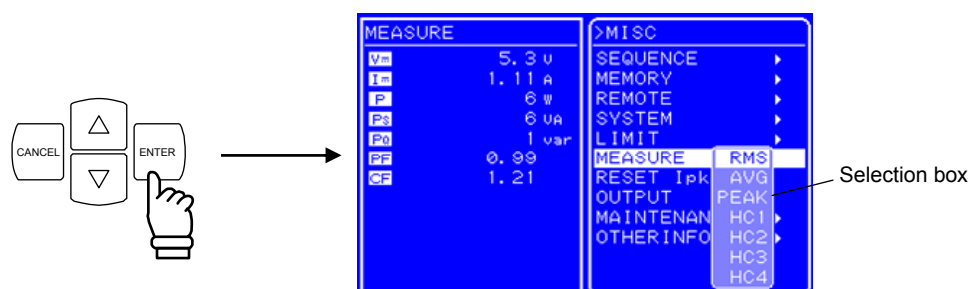 CANCEL
ENTER
MEASURE
Vm 5.3 V
Im 1.11 A
P 6 W
Ps 6 VA
PQ 1 var
PF 0.99
CF 1.21
>MISC
SEQUENCE
MEMORY
REMOTE
SYSTEM
LIMIT
MEASURE RMS
RESET Ipk AVG
OUTPUT PEAK
MAINTENAN HC1
OTHERINFO HC2
HC3
HC4
Selection box